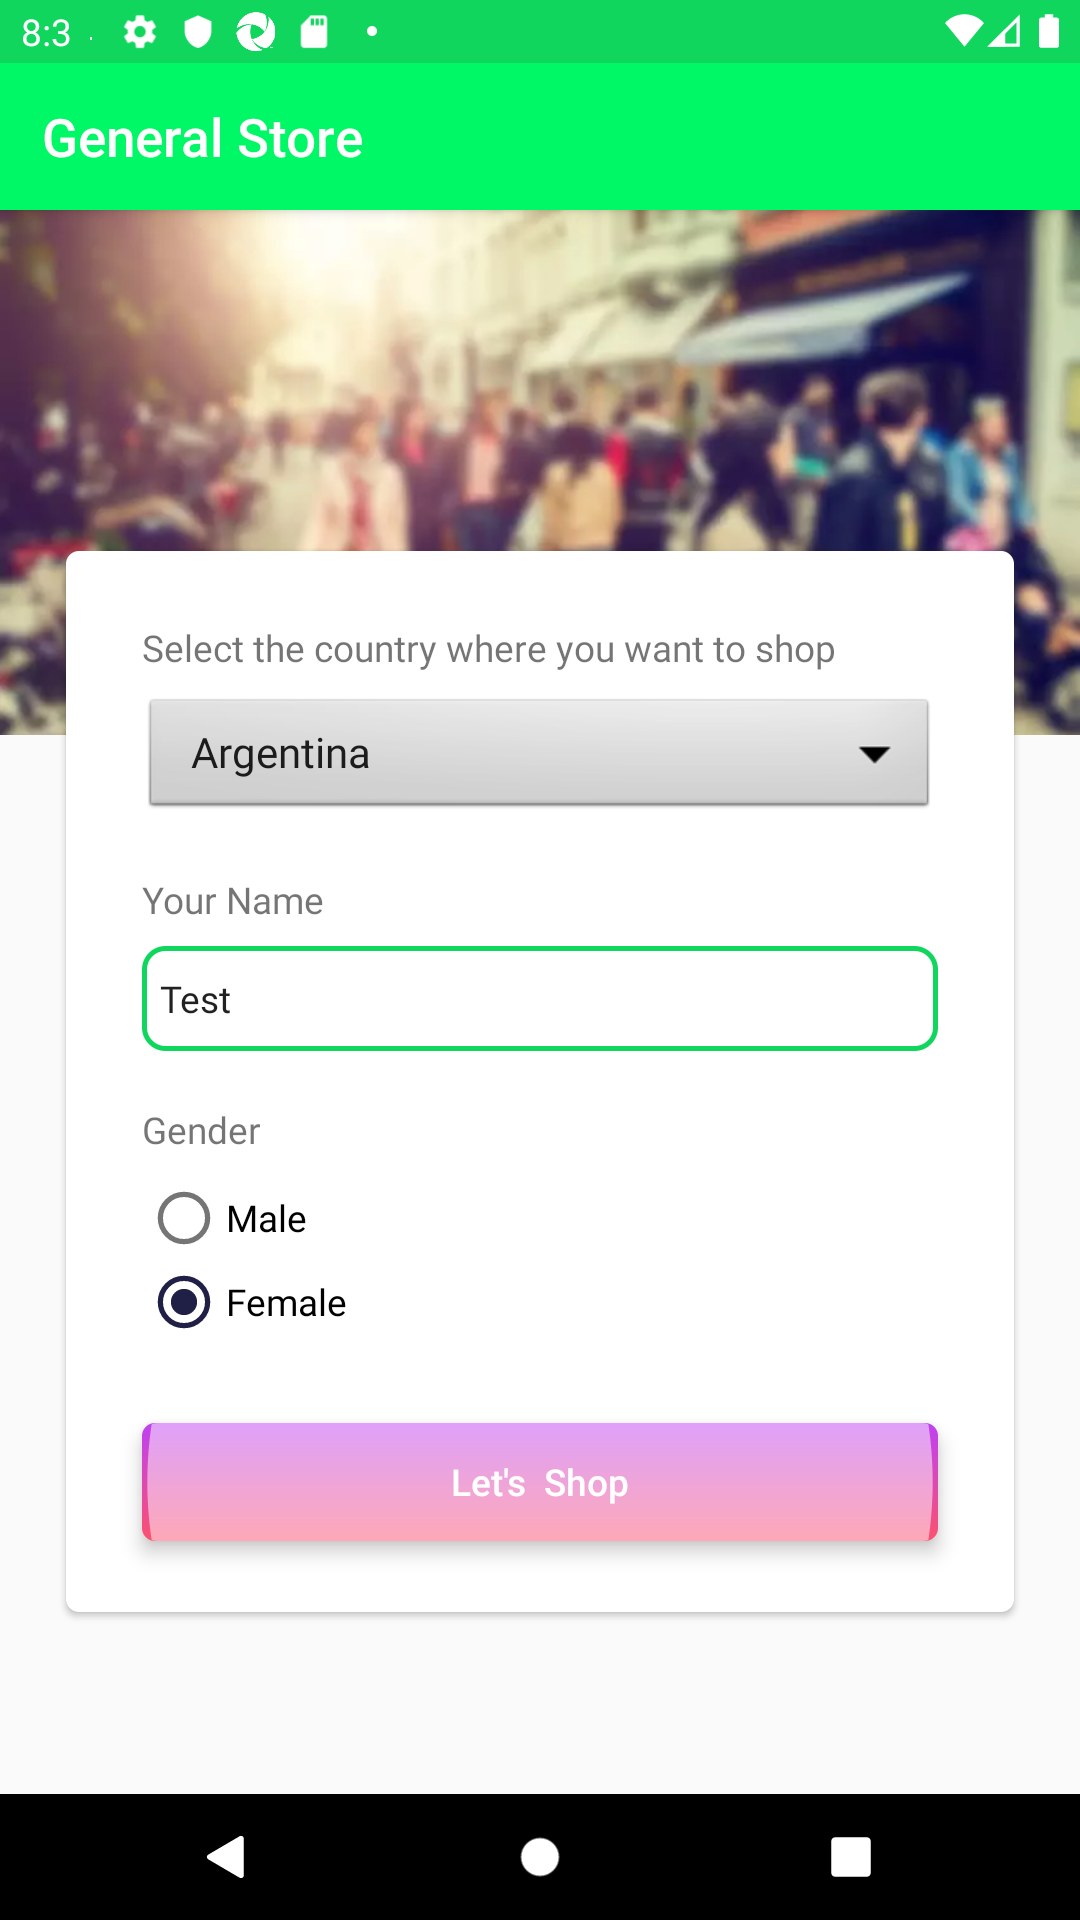 8:3
General Store
Select the country where you want to shop
Argentina
Your Name
Test
Gender
Male
Female
Let's Shop